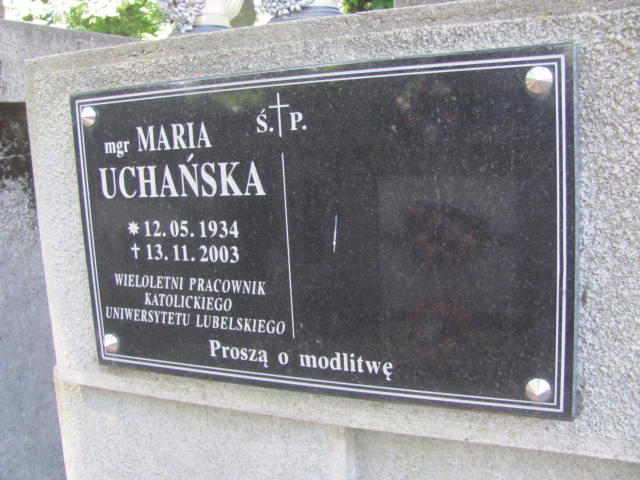 Ś.†P.
mgr MARIA
UCHAŃSKA
✷ 12.05.1934
† 13.11.2003
WIELOLETNI PRACOWNIK
KATOLICKIEGO
UNIWERSYTETU LUBELSKIEGO
Proszą o modlitwę